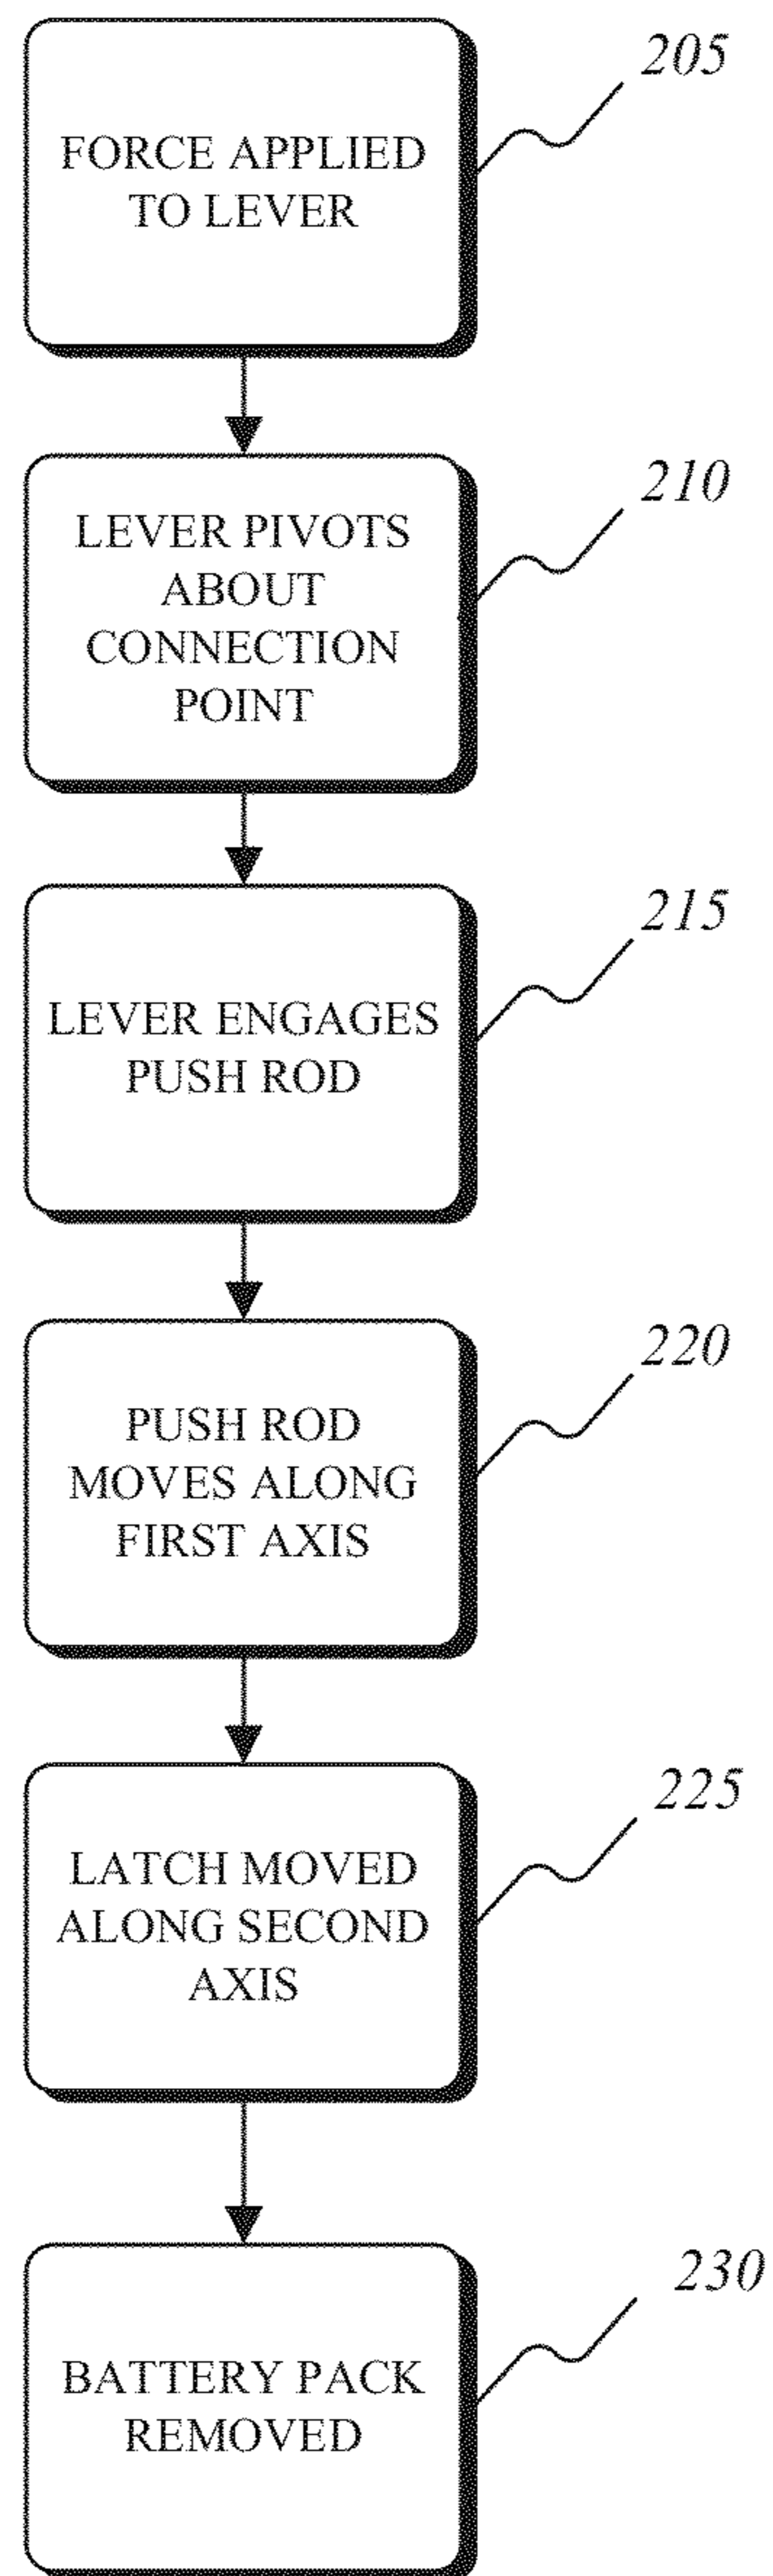 205
FORCE APPLIED
TO LEVER
210
LEVER PIVOTS
ABOUT
CONNECTION
POINT
215
LEVER ENGAGES
PUSH ROD
220
PUSH ROD
MOVES ALONG
FIRST AXIS
225
LATCH MOVED
ALONG SECOND
AXIS
230
BATTERY PACK
REMOVED